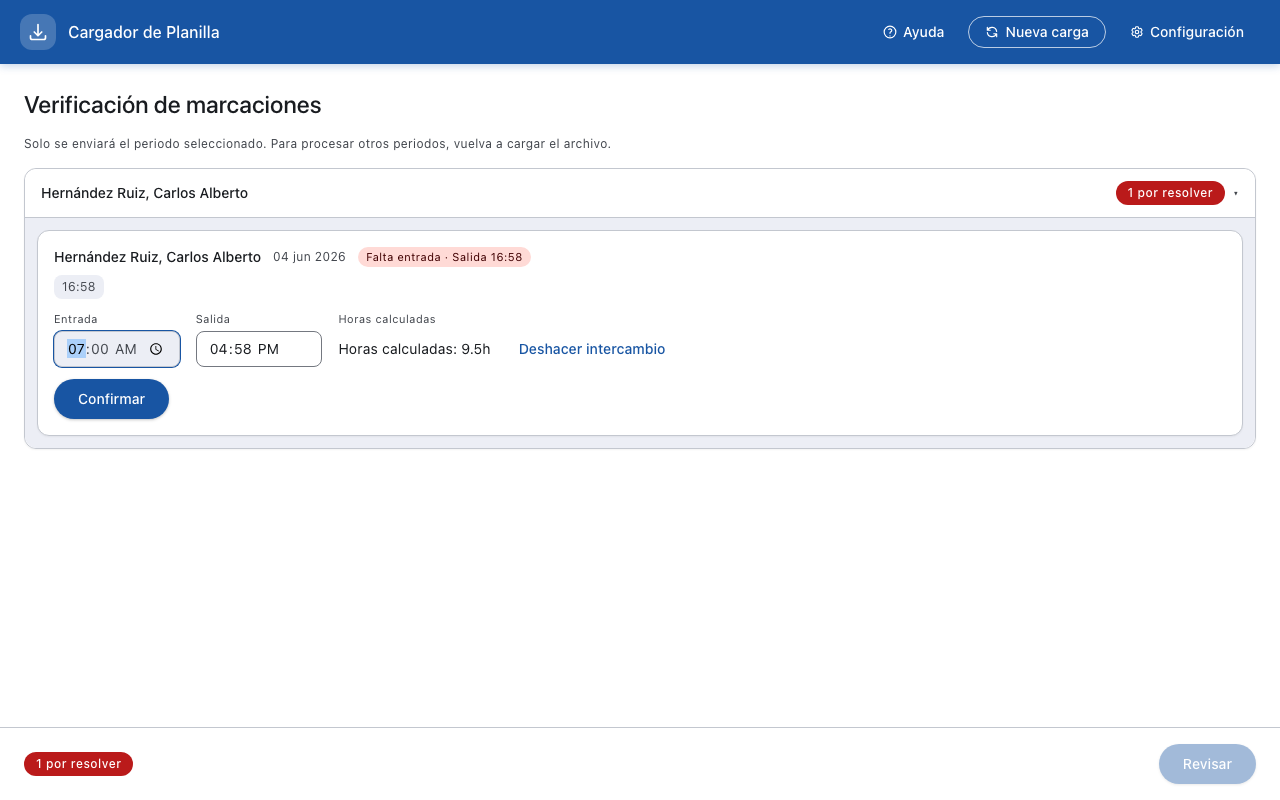 Cargador de Planilla
Ayuda
Nueva carga
Configuración
Verificación de marcaciones
Solo se enviará el periodo seleccionado. Para procesar otros periodos, vuelva a cargar el archivo.
Hernández Ruiz, Carlos Alberto
1 por resolver
Hernández Ruiz, Carlos Alberto 04 jun 2026 Falta entrada · Salida 16:58
16:58
Entrada Salida Horas calculadas
07:00 AM 04:58 PM Horas calculadas: 9.5h Deshacer intercambio
Confirmar
1 por resolver
Revisar